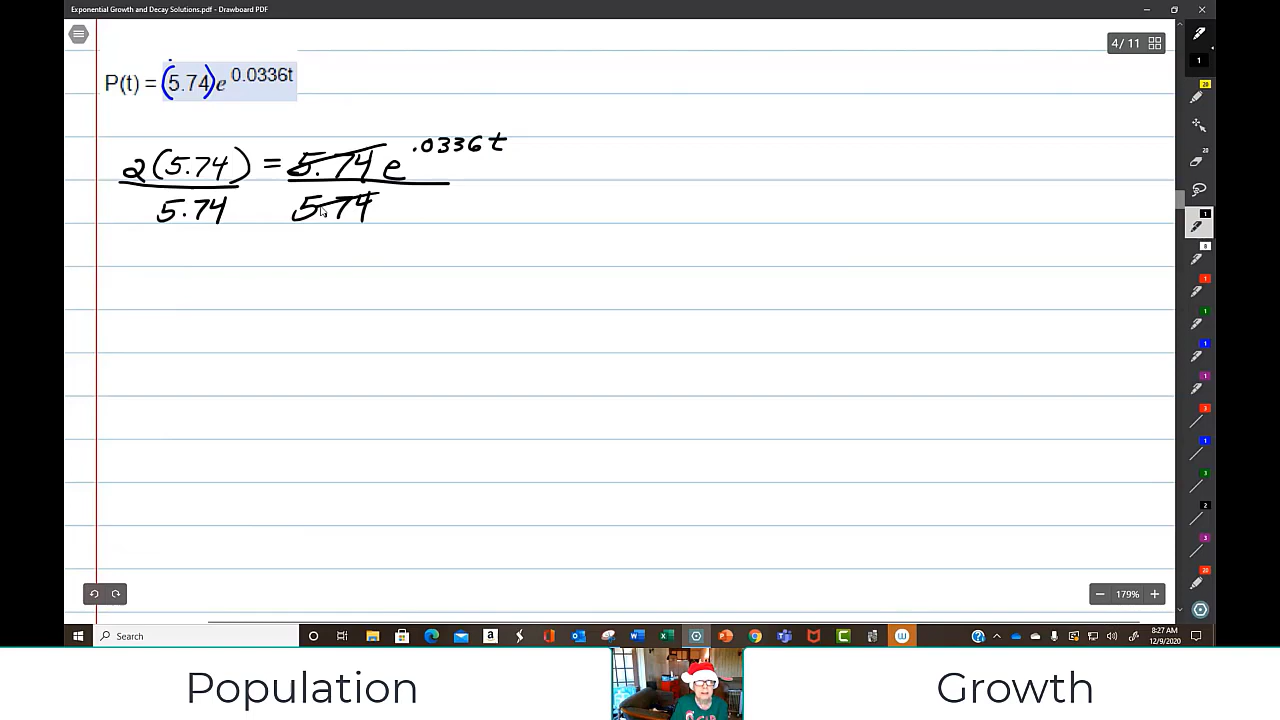 Exponential Growth and Decay Solutions.pdf - Drawboard PDF
4/11
P(t) = (5.74)e^0.0336t
2(5.74) = 5.74 e^.0336t
5.74 5.74
179%
Search
8:27 AM
12/9/2020
Population
Growth